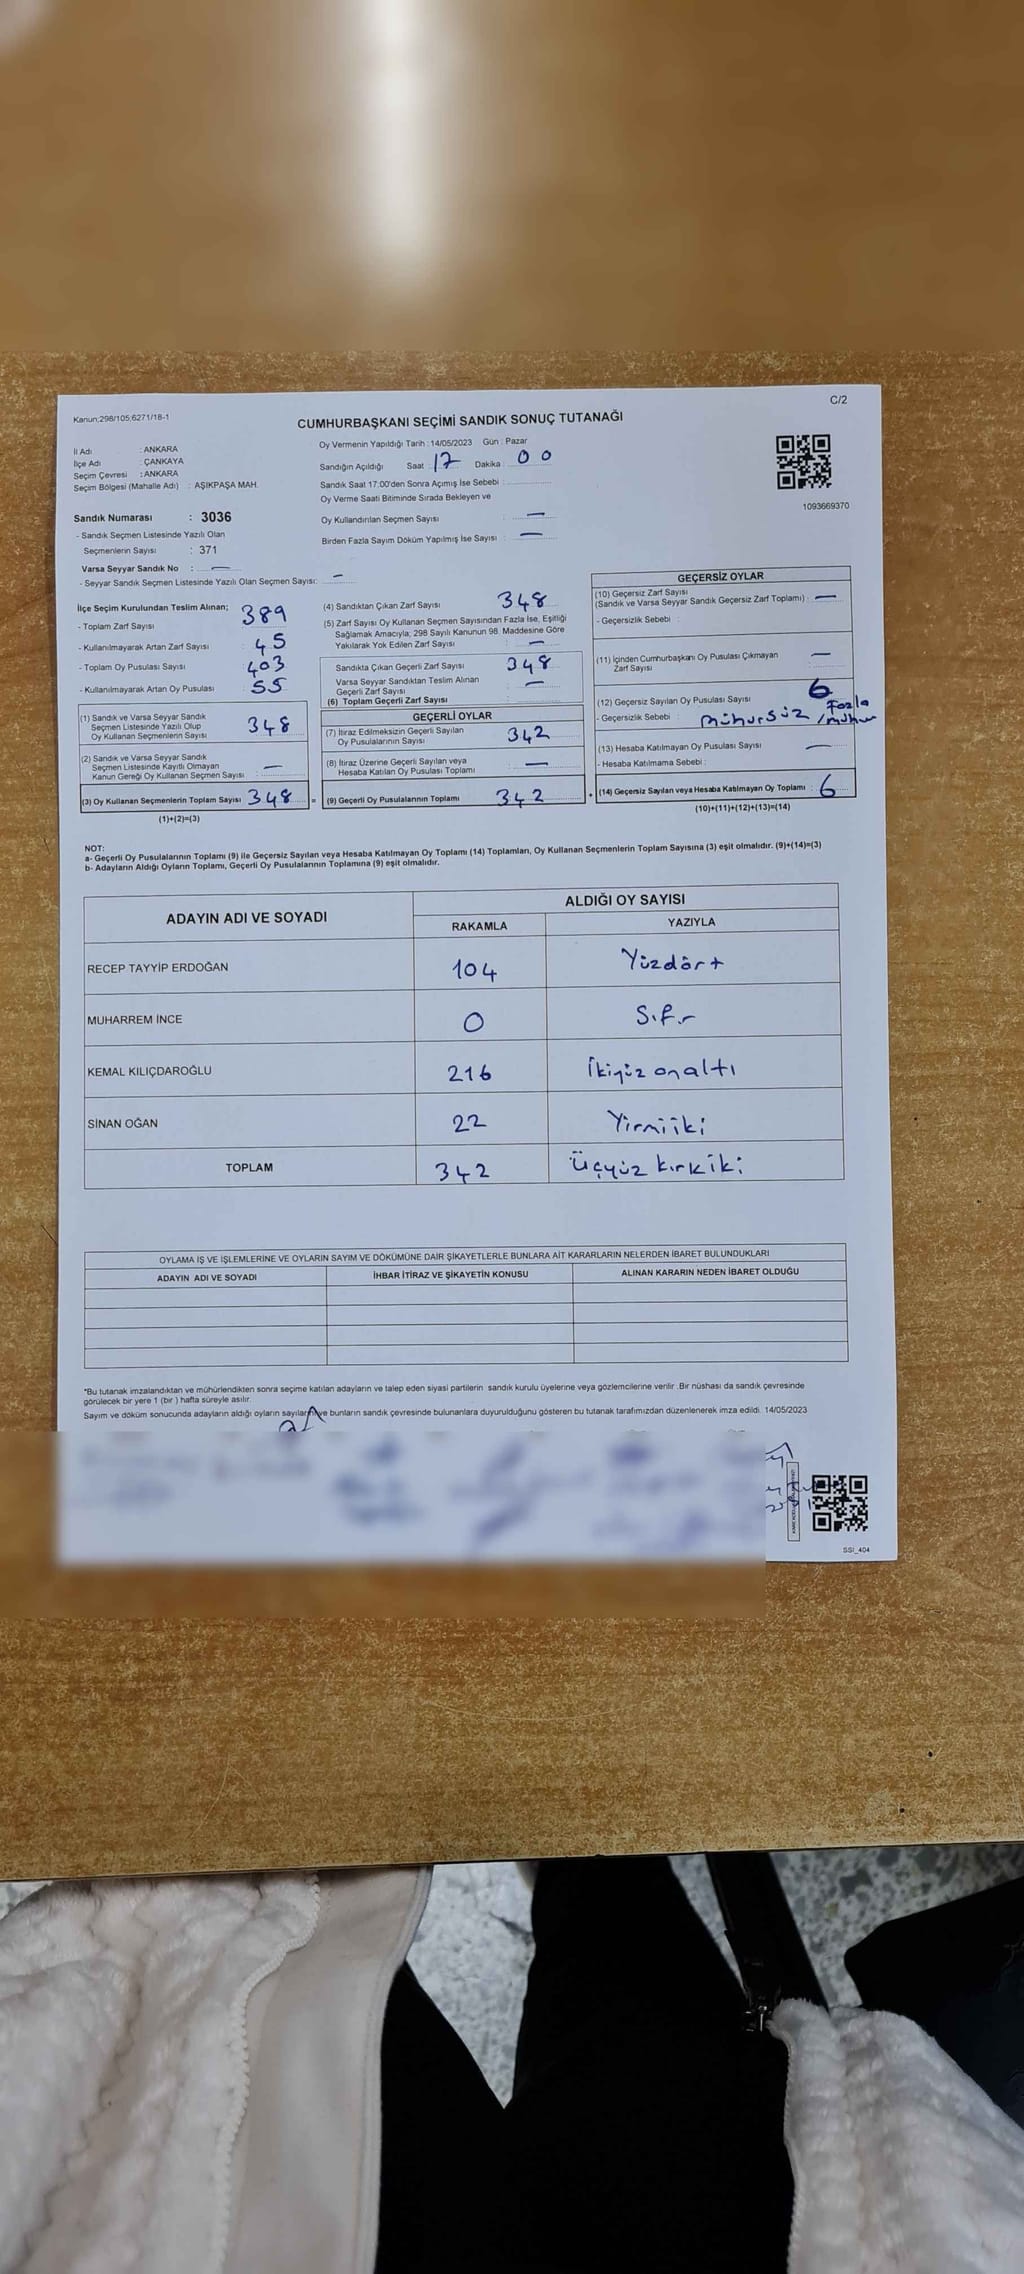 C/2
Kanun:298/105;6271/18-1
CUMHURBAŞKANI SEÇİMİ SANDIK SONUÇ TUTANAĞI
İl Adı : ANKARA
İlçe Adı : ÇANKAYA
Seçim Çevresi : ANKARA
Seçim Bölgesi (Mahalle Adı) : AŞIKPAŞA MAH.
Oy Vermenin Yapıldığı Tarih : 14/05/2023 Gün : Pazar
Sandığın Açıldığı Saat : 17 Dakika : 00
Sandık Saat 17:00'den Sonra Açımış İse Sebebi :
Oy Verme Saati Bitiminde Sırada Bekleyen ve
Oy Kullandırılan Seçmen Sayısı : —
Birden Fazla Sayım Döküm Yapılmış İse Sayısı : —
1093669370
Sandık Numarası : 3036
- Sandık Seçmen Listesinde Yazılı Olan
Seçmenlerin Sayısı : 371
Varsa Seyyar Sandık No : —
- Seyyar Sandık Seçmen Listesinde Yazılı Olan Seçmen Sayısı: —
İlçe Seçim Kurulundan Teslim Alınan;
- Toplam Zarf Sayısı 389
- Kullanılmayarak Artan Zarf Sayısı : 45
- Toplam Oy Pusulası Sayısı 403
- Kullanılmayarak Artan Oy Pusulası : 55
(1) Sandık ve Varsa Seyyar Sandık
Seçmen Listesinde Yazılı Olup
Oy Kullanan Seçmenlerin Sayısı 348
(2) Sandık ve Varsa Seyyar Sandık
Seçmen Listesinde Kayıtlı Olmayan
Kanun Gereği Oy Kullanan Seçmen Sayısı : —
(3) Oy Kullanan Seçmenlerin Toplam Sayısı 348 =
(1)+(2)=(3)
(4) Sandıktan Çıkan Zarf Sayısı 348
(5) Zarf Sayısı Oy Kullanan Seçmen Sayısından Fazla İse, Eşitliği
Sağlamak Amacıyla; 298 Sayılı Kanunun 98. Maddesine Göre
Yakılarak Yok Edilen Zarf Sayısı : —
Sandıkta Çıkan Geçerli Zarf Sayısı 348
Varsa Seyyar Sandıktan Teslim Alınan
Geçerli Zarf Sayısı : —
(6) Toplam Geçerli Zarf Sayısı
GEÇERLİ OYLAR
(7) İtiraz Edilmeksizin Geçerli Sayılan
Oy Pusulalarının Sayısı : 342
(8) İtiraz Üzerine Geçerli Sayılan veya
Hesaba Katılan Oy Pusulası Toplamı : —
(9) Geçerli Oy Pusulalarının Toplamı 342 +
GEÇERSİZ OYLAR
(10) Geçersiz Zarf Sayısı
(Sandık ve Varsa Seyyar Sandık Geçersiz Zarf Toplamı) : —
- Geçersizlik Sebebi :
(11) İçinden Cumhurbaşkanı Oy Pusulası Çıkmayan
Zarf Sayısı : —
(12) Geçersiz Sayılan Oy Pusulası Sayısı 6
- Geçersizlik Sebebi : mühürsüz / Fazla mühür
(13) Hesaba Katılmayan Oy Pusulası Sayısı —
- Hesaba Katılmama Sebebi :
(14) Geçersiz Sayılan veya Hesaba Katılmayan Oy Toplamı : 6
(10)+(11)+(12)+(13)=(14)
NOT:
a- Geçerli Oy Pusulalarının Toplamı (9) ile Geçersiz Sayılan veya Hesaba Katılmayan Oy Toplamı (14) Toplamları, Oy Kullanan Seçmenlerin Toplam Sayısına (3) eşit olmalıdır. (9)+(14)=(3)
b- Adayların Aldığı Oyların Toplamı, Geçerli Oy Pusulalarının Toplamına (9) eşit olmalıdır.
ADAYIN ADI VE SOYADI ALDIĞI OY SAYISI
RAKAMLA YAZIYLA
RECEP TAYYİP ERDOĞAN 104 Yüzdört
MUHARREM İNCE 0 Sıfır
KEMAL KILIÇDAROĞLU 216 İkiyüz onaltı
SİNAN OĞAN 22 Yirmiiki
TOPLAM 342 Üçyüz kırkiki
OYLAMA İŞ VE İŞLEMLERİNE VE OYLARIN SAYIM VE DÖKÜMÜNE DAİR ŞİKAYETLERLE BUNLARA AİT KARARLARIN NELERDEN İBARET BULUNDUKLARI
ADAYIN ADI VE SOYADI İHBAR İTİRAZ VE ŞİKAYETİN KONUSU ALINAN KARARIN NEDEN İBARET OLDUĞU
*Bu tutanak imzalandıktan ve mühürlendikten sonra seçime katılan adayların ve talep eden siyasi partilerin sandık kurulu üyelerine veya gözlemcilerine verilir .Bir nüshası da sandık çevresinde
görülecek bir yere 1 (bir ) hafta süreyle asılır.
Sayım ve döküm sonucunda adayların aldığı oyların sayıları ve bunların sandık çevresinde bulunanlara duyurulduğunu gösteren bu tutanak tarafımızdan düzenlenerek imza edildi. 14/05/2023
SSI_404